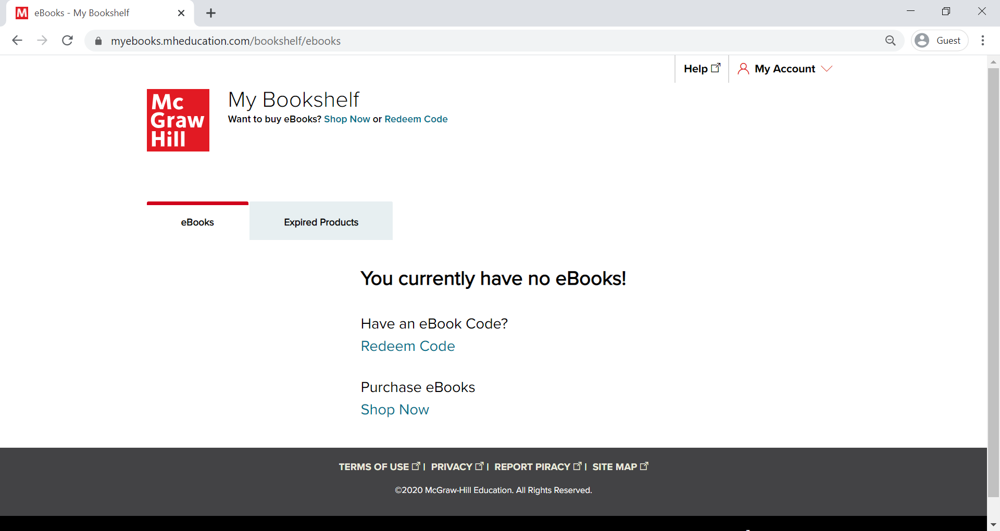 eBooks - My Bookshelf
myebooks.mheducation.com/bookshelf/ebooks
Guest
Help
My Account
Mc
Graw
Hill
My Bookshelf
Want to buy eBooks? Shop Now or Redeem Code
eBooks
Expired Products
You currently have no eBooks!
Have an eBook Code?
Redeem Code
Purchase eBooks
Shop Now
TERMS OF USE | PRIVACY | REPORT PIRACY | SITE MAP
©2020 McGraw-Hill Education. All Rights Reserved.